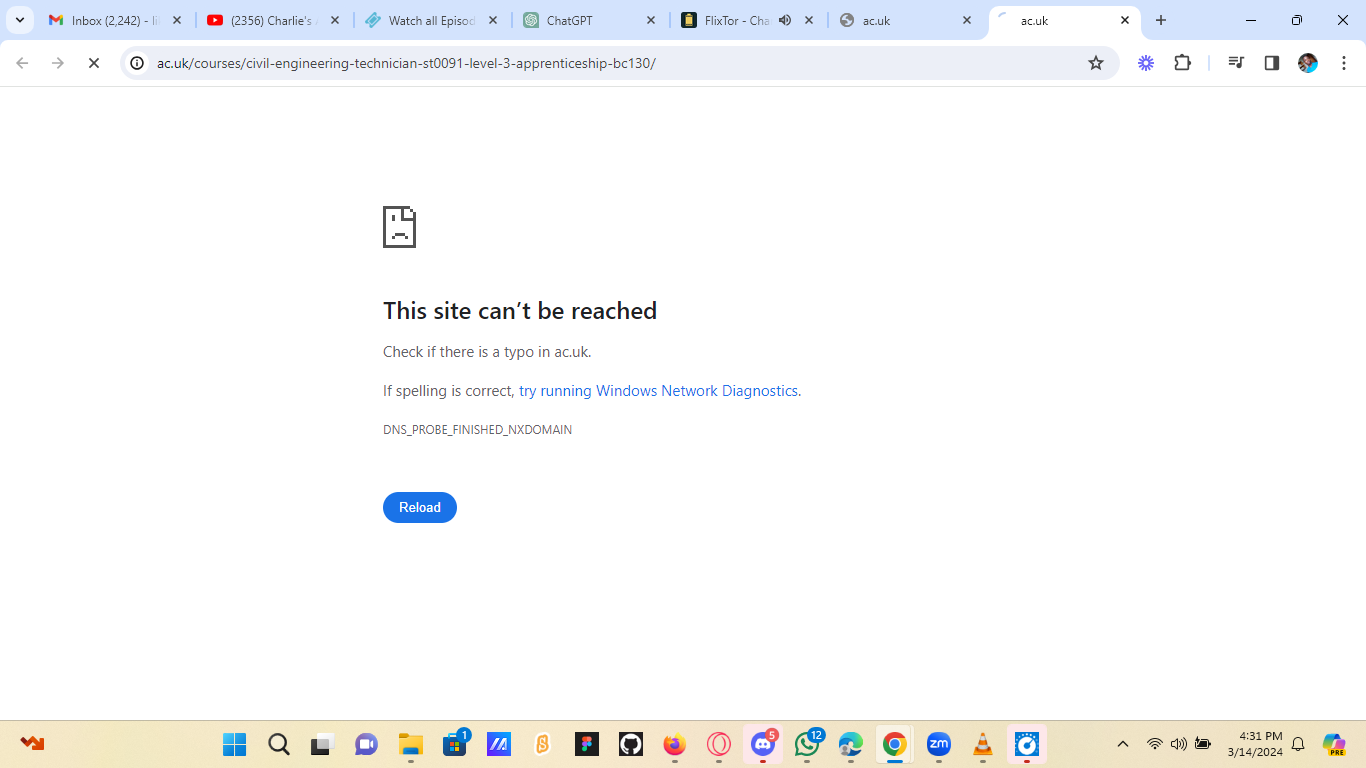 Inbox (2,242) - li
(2356) Charlie's
Watch all Episod
ChatGPT
FlixTor - Cha
ac.uk
ac.uk
ac.uk/courses/civil-engineering-technician-st0091-level-3-apprenticeship-bc130/
This site can’t be reached
Check if there is a typo in ac.uk.
If spelling is correct, try running Windows Network Diagnostics.
DNS_PROBE_FINISHED_NXDOMAIN
Reload
1
5
12
zm
4:31 PM
3/14/2024
PRE